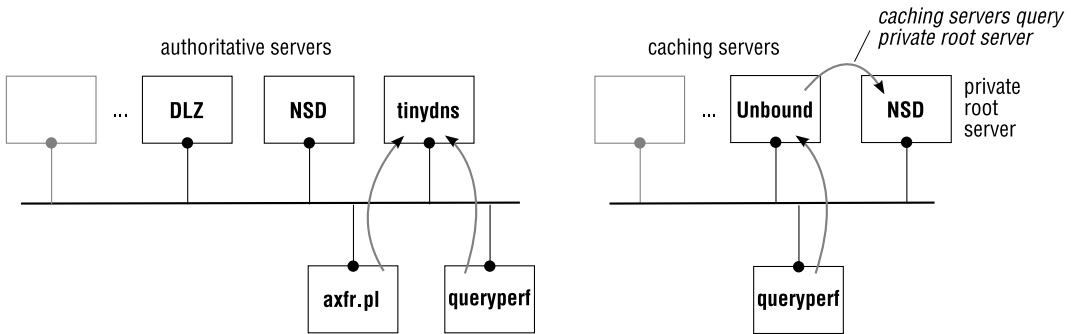 caching servers query
private root server
authoritative servers
caching servers
...
DLZ
NSD
tinydns
...
Unbound
NSD
private
root
server
axfr.pl
queryperf
queryperf